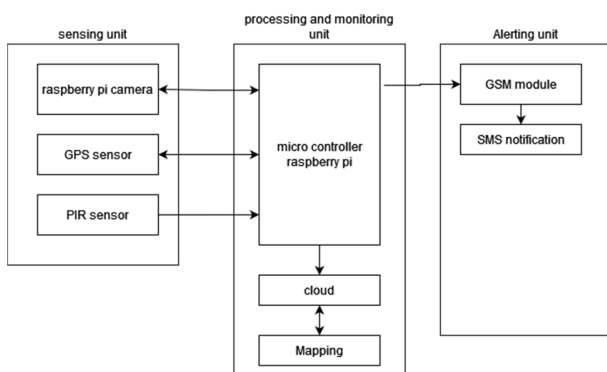 sensing unit
raspberry pi camera
GPS sensor
PIR sensor
processing and monitoring
unit
micro controller
raspberry pi
cloud
Mapping
Alerting unit
GSM module
SMS notification